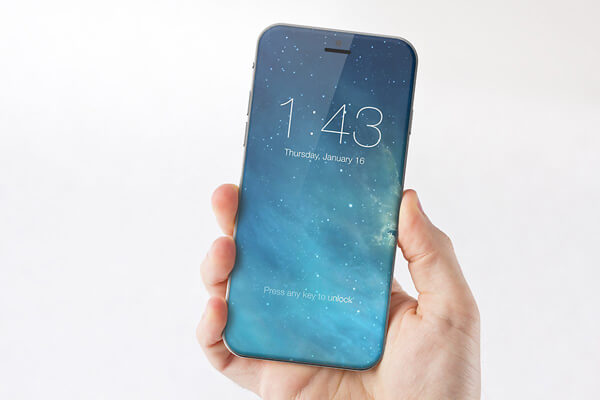 1:43
Thursday, January 16
Press any key to unlock